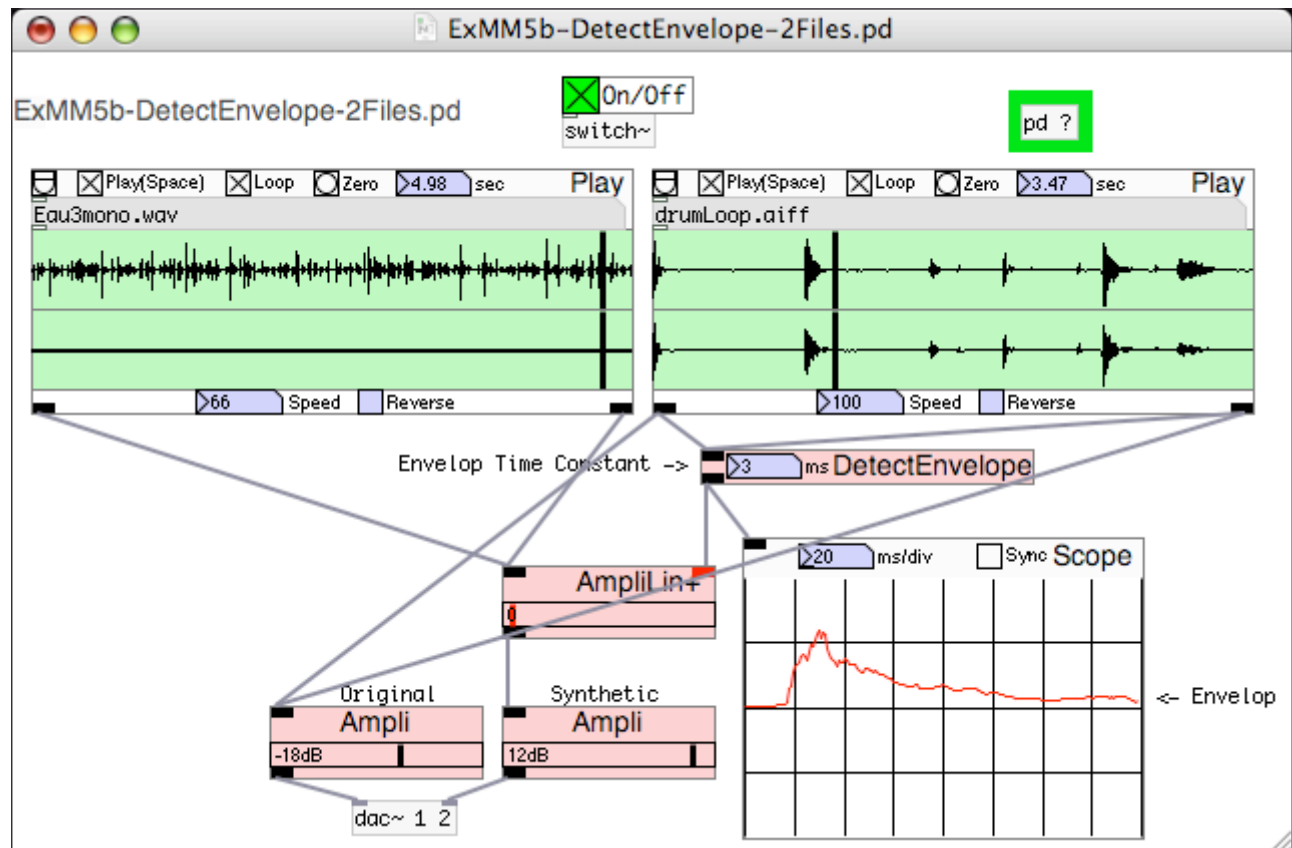 ExMM5b-DetectEnvelope-2Files.pd
On/Off
ExMM5b-DetectEnvelope-2Files.pd
switch~
pd ?
Play(Space) Loop Zero 4.98 sec Play
Eau3mono.wav
66 Speed Reverse
Play(Space) Loop Zero 3.47 sec Play
drumLoop.aiff
100 Speed Reverse
Envelop Time Constant -> 3 ms DetectEnvelope
AmpliLin+
0
20 ms/div Sync Scope
<- Envelop
Original
Ampli
-18dB
Synthetic
Ampli
12dB
dac~ 1 2